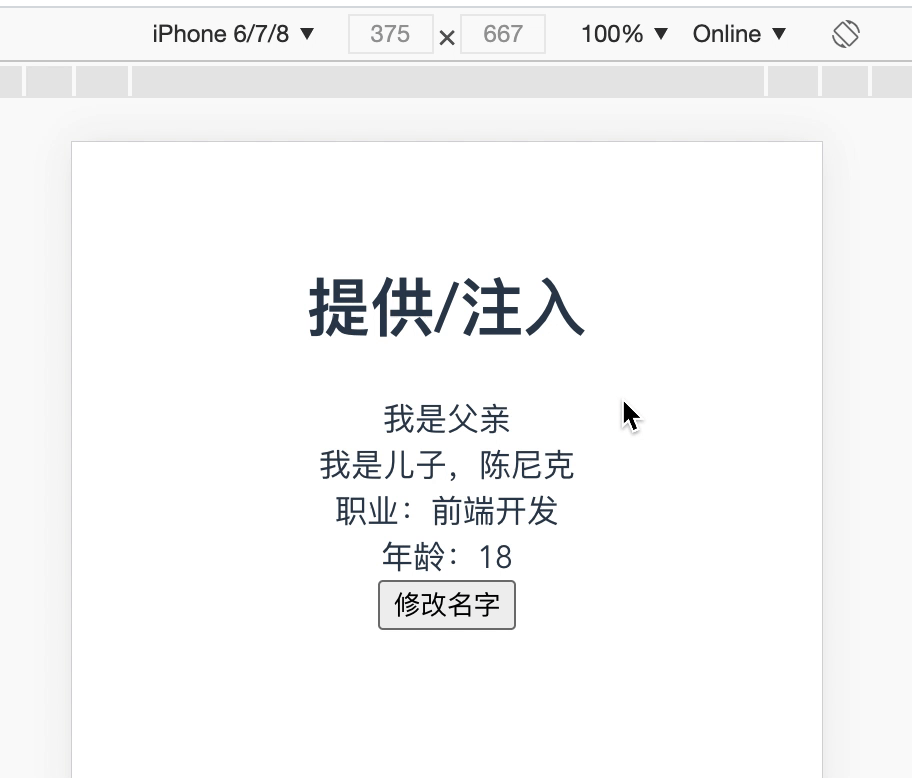 iPhone 6/7/8 ▼ 375 × 667 100% ▼ Online ▼
提供/注入
我是父亲
我是儿子，陈尼克
职业：前端开发
年龄：18
修改名字